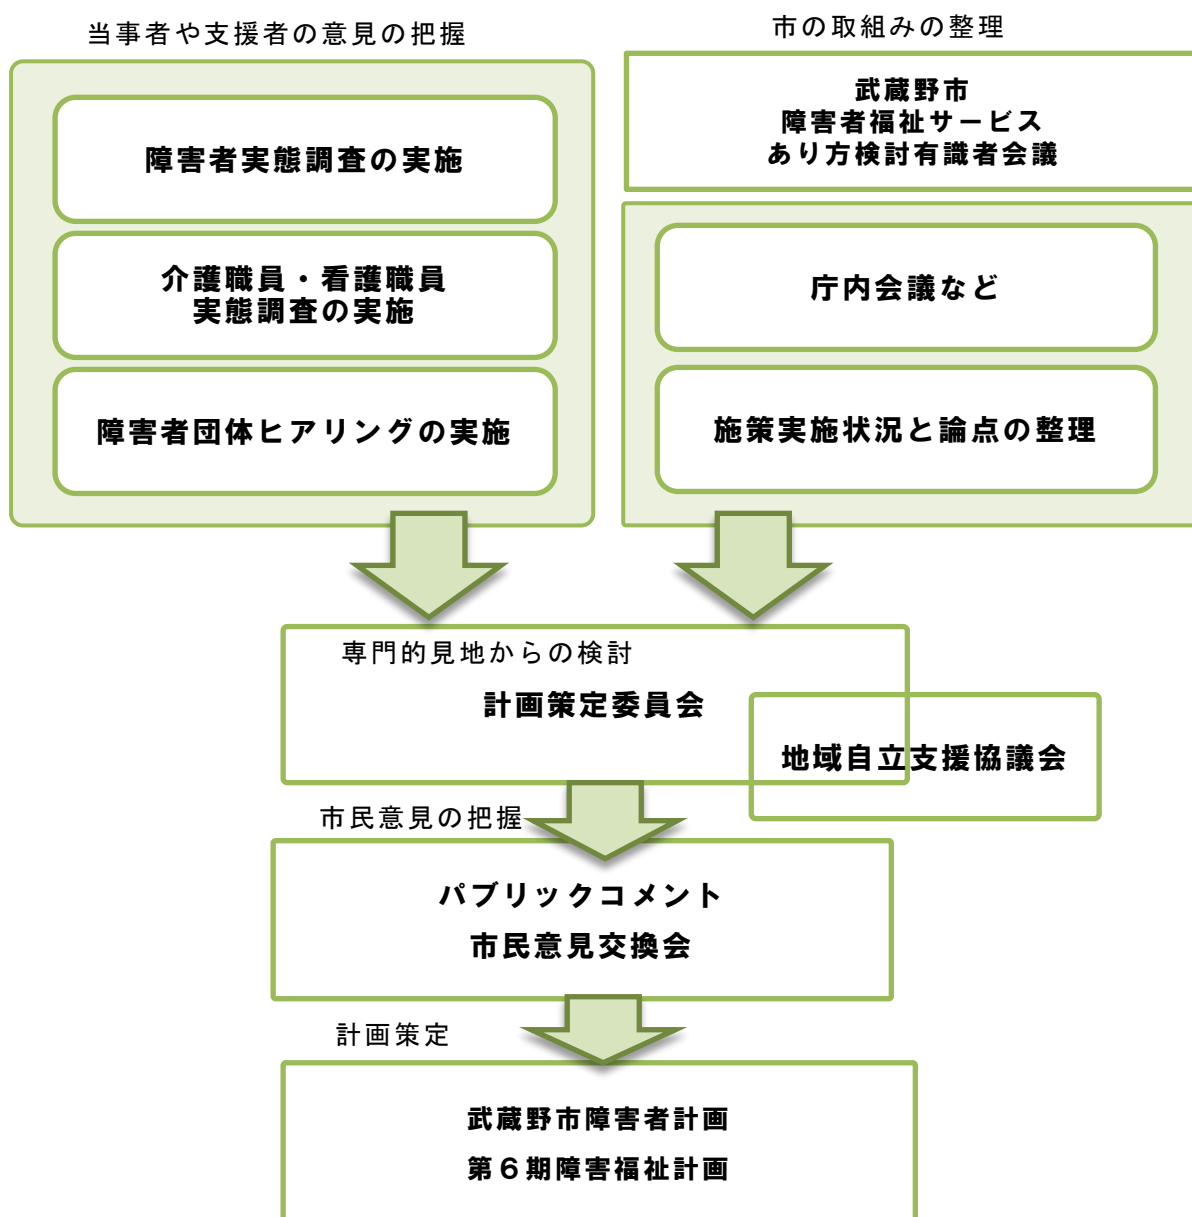 当事者や支援者の意見の把握
障害者実態調査の実施
介護職員・看護職員
実態調査の実施
障害者団体ヒアリングの実施
市の取組みの整理
武蔵野市
障害者福祉サービス
あり方検討有識者会議
庁内会議など
施策実施状況と論点の整理
専門的見地からの検討
計画策定委員会
地域自立支援協議会
市民意見の把握
パブリックコメント
市民意見交換会
計画策定
武蔵野市障害者計画
第６期障害福祉計画